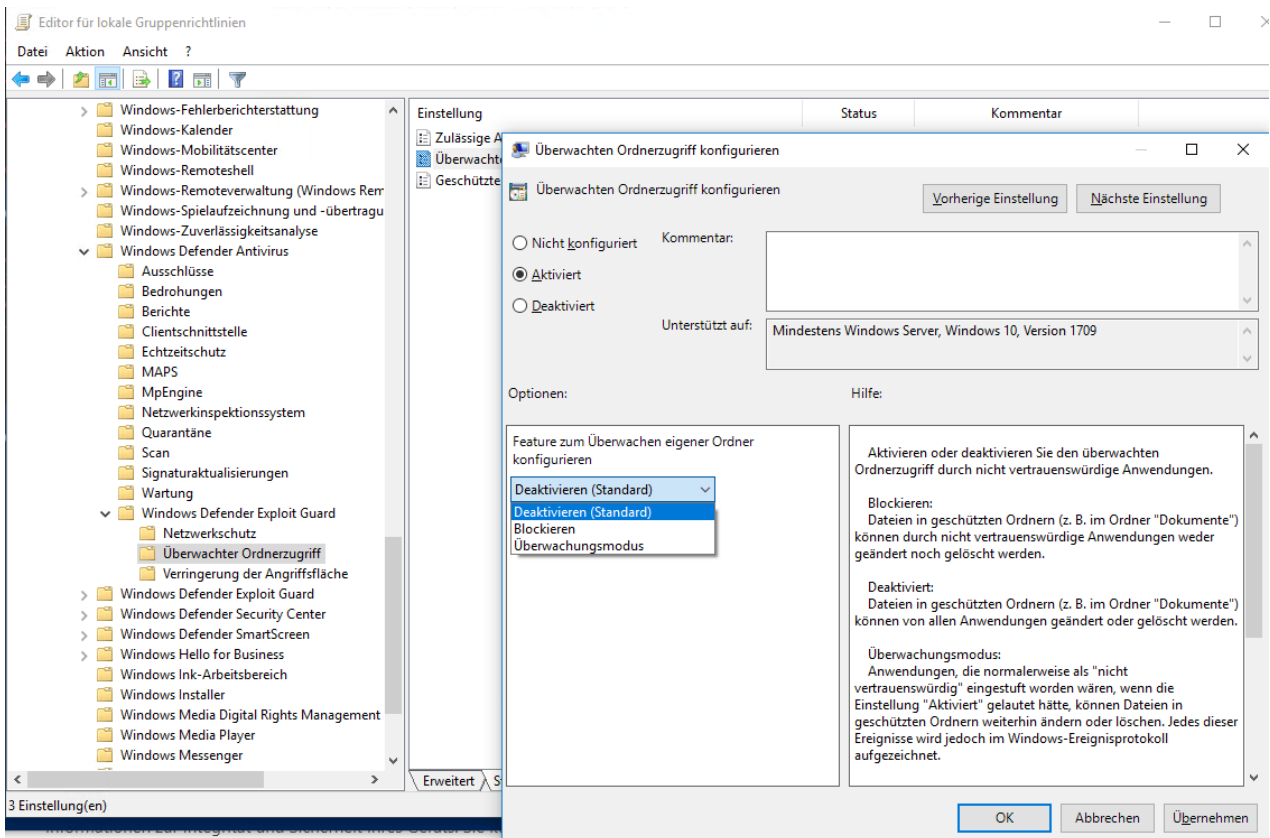 Editor für lokale Gruppenrichtlinien
Datei Aktion Ansicht ?
Windows-Fehlerberichterstattung
Windows-Kalender
Windows-Mobilitätscenter
Windows-Remoteshell
Windows-Remoteverwaltung (Windows Rem
Windows-Spielaufzeichnung und -übertragu
Windows-Zuverlässigkeitsanalyse
Windows Defender Antivirus
Ausschlüsse
Bedrohungen
Berichte
Clientschnittstelle
Echtzeitschutz
MAPS
MpEngine
Netzwerkinspektionssystem
Quarantäne
Scan
Signaturaktualisierungen
Wartung
Windows Defender Exploit Guard
Netzwerkschutz
Überwachter Ordnerzugriff
Verringerung der Angriffsfläche
Windows Defender Exploit Guard
Windows Defender Security Center
Windows Defender SmartScreen
Windows Hello for Business
Windows Ink-Arbeitsbereich
Windows Installer
Windows Media Digital Rights Management
Windows Media Player
Windows Messenger
Einstellung Status Kommentar
Zulässige A
Überwachte
Geschützte
Erweitert S
3 Einstellung(en)
Überwachten Ordnerzugriff konfigurieren
Überwachten Ordnerzugriff konfigurieren
Vorherige Einstellung Nächste Einstellung
Nicht konfiguriert
Aktiviert
Deaktiviert
Kommentar:
Unterstützt auf: Mindestens Windows Server, Windows 10, Version 1709
Optionen: Hilfe:
Feature zum Überwachen eigener Ordner
konfigurieren
Deaktivieren (Standard)
Deaktivieren (Standard)
Blockieren
Überwachungsmodus
Aktivieren oder deaktivieren Sie den überwachten
Ordnerzugriff durch nicht vertrauenswürdige Anwendungen.
Blockieren:
Dateien in geschützten Ordnern (z. B. im Ordner "Dokumente")
können durch nicht vertrauenswürdige Anwendungen weder
geändert noch gelöscht werden.
Deaktiviert:
Dateien in geschützten Ordnern (z. B. im Ordner "Dokumente")
können von allen Anwendungen geändert oder gelöscht werden.
Überwachungsmodus:
Anwendungen, die normalerweise als "nicht
vertrauenswürdig" eingestuft worden wären, wenn die
Einstellung "Aktiviert" gelautet hätte, können Dateien in
geschützten Ordnern weiterhin ändern oder löschen. Jedes dieser
Ereignisse wird jedoch im Windows-Ereignisprotokoll
aufgezeichnet.
OK Abbrechen Übernehmen